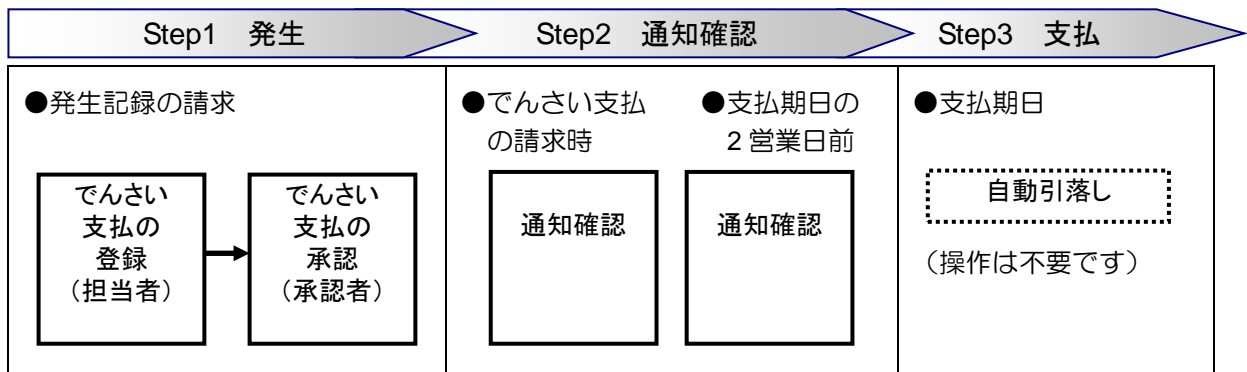 Step1 発生
Step2 通知確認
Step3 支払
●発生記録の請求
でんさい
支払の
登録
（担当者）
でんさい
支払の
承認
（承認者）
●でんさい支払
の請求時
通知確認
●支払期日の
2 営業日前
通知確認
●支払期日
自動引落し
（操作は不要です）